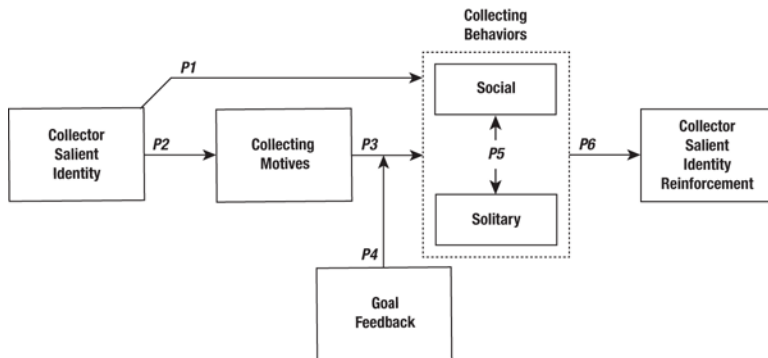 Collecting
Behaviors
P1
Social
Collector
Salient
Identity
P2
Collecting
Motives
P3
P5
P6
Collector
Salient
Identity
Reinforcement
Solitary
P4
Goal
Feedback